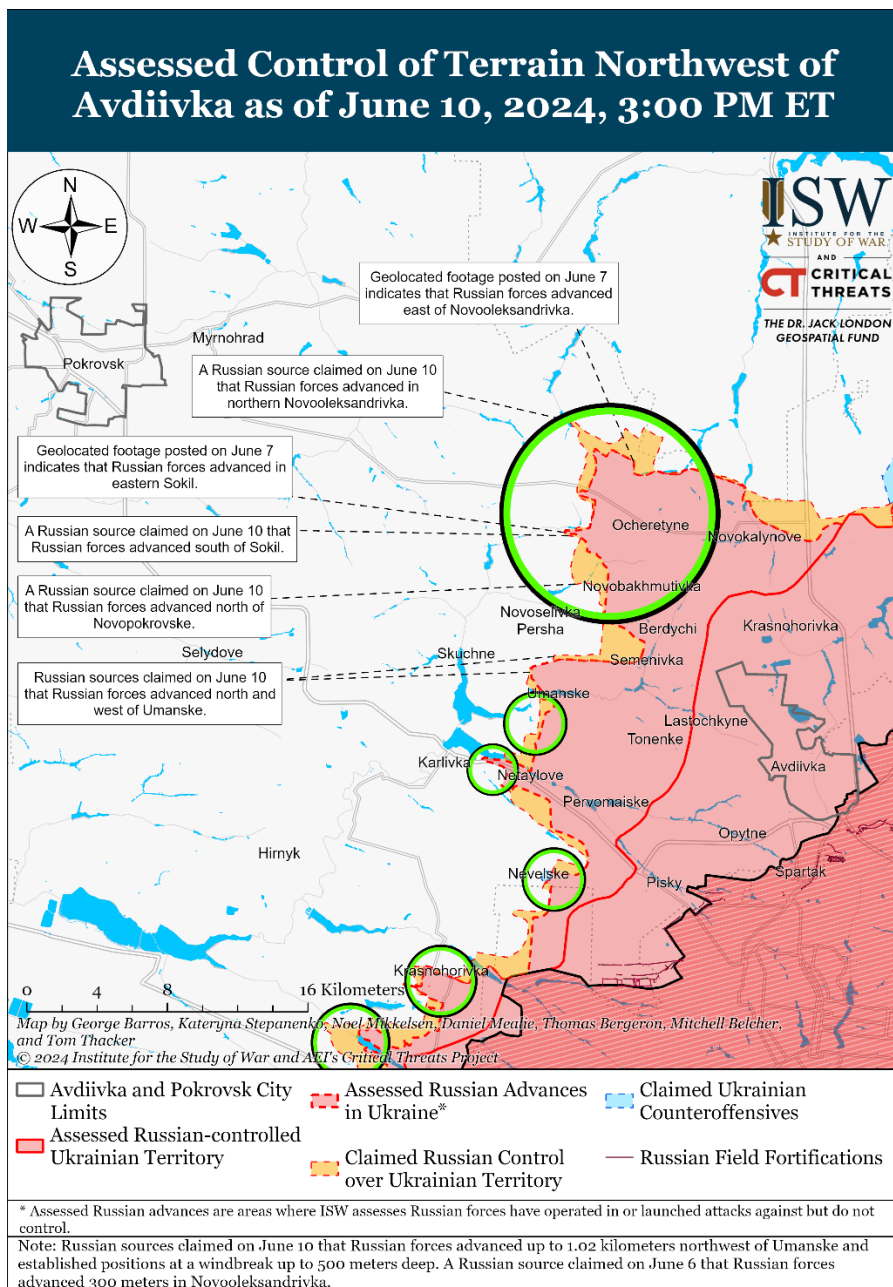 Assessed Control of Terrain Northwest of
Avdiivka as of June 10, 2024, 3:00 PM ET
N
W
E
S
ISW
INSTITUTE FOR THE
STUDY OF WAR
AND
CT CRITICAL
THREATS
THE DR. JACK LONDON
GEOSPATIAL FUND
Geolocated footage posted on June 7
indicates that Russian forces advanced
east of Novooleksandrivka.
Myrnohrad
Pokrovsk
A Russian source claimed on June 10
that Russian forces advanced in
northern Novooleksandrivka.
Geolocated footage posted on June 7
indicates that Russian forces advanced in
eastern Sokil.
A Russian source claimed on June 10 that
Russian forces advanced south of Sokil.
A Russian source claimed on June 10
that Russian forces advanced north of
Novopokrovske.
Russian sources claimed on June 10
that Russian forces advanced north and
west of Umanske.
Ocheretyne
Novokalynove
Novobakhmutivka
Novoselivka
Persha
Berdychi
Krasnohorivka
Selydove
Skuchne
Semenivka
Umanske
Lastochkyne
Tonenke
Karlivka
Netaylove
Avdiivka
Pervomaiske
Opytne
Hirnyk
Nevelske
Pisky
Spartak
Krasnohorivka
0 4 8 16 Kilometers
Map by George Barros, Kateryna Stepanenko, Noel Mikkelsen, Daniel Mealie, Thomas Bergeron, Mitchell Belcher,
and Tom Thacker
© 2024 Institute for the Study of War and AEI's Critical Threats Project
Avdiivka and Pokrovsk City
Limits
Assessed Russian-controlled
Ukrainian Territory
Assessed Russian Advances
in Ukraine*
Claimed Russian Control
over Ukrainian Territory
Claimed Ukrainian
Counteroffensives
Russian Field Fortifications
* Assessed Russian advances are areas where ISW assesses Russian forces have operated in or launched attacks against but do not
control.
Note: Russian sources claimed on June 10 that Russian forces advanced up to 1.02 kilometers northwest of Umanske and
established positions at a windbreak up to 500 meters deep. A Russian source claimed on June 6 that Russian forces
advanced 300 meters in Novooleksandrivka.